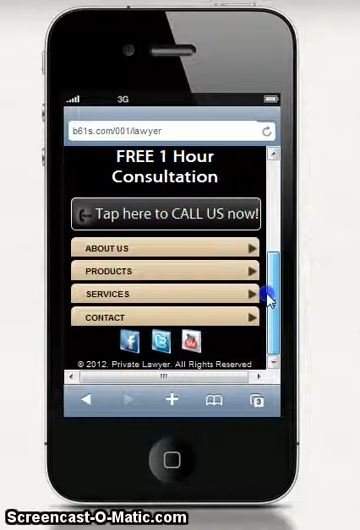 3G
b61s.com/001/lawyer
FREE 1 Hour
Consultation
Tap here to CALL US now!
ABOUT US
PRODUCTS
SERVICES
CONTACT
© 2012. Private Lawyer. All Rights Reserved
3
Screencast-O-Matic.com